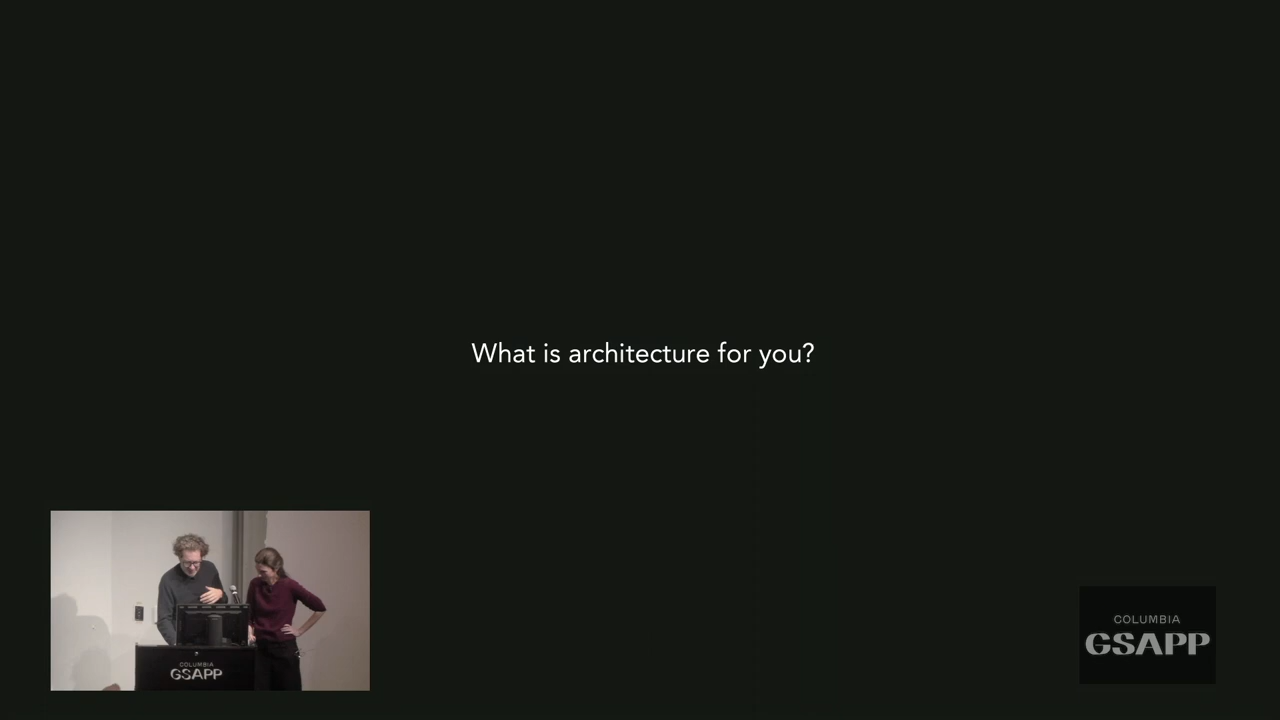 What is architecture for you?
COLUMBIA
GSAPP
COLUMBIA
GSAPP